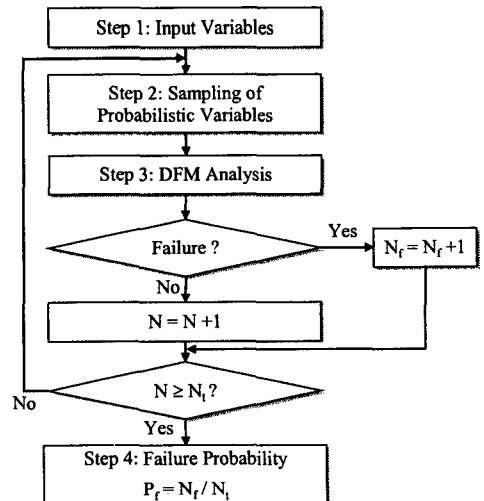 Step 1: Input Variables
Step 2: Sampling of
Probabilistic Variables
Step 3: DFM Analysis
Failure ?
Yes
N_f = N_f +1
No
N = N +1
N ≥ N_t ?
No
Yes
Step 4: Failure Probability
P_f = N_f / N_t